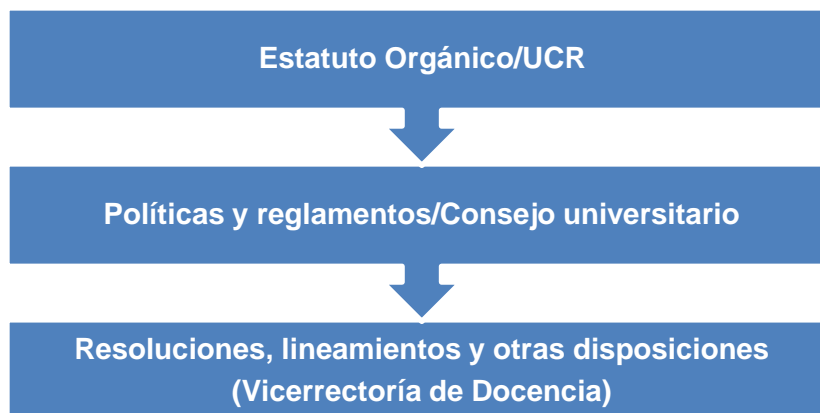 Estatuto Orgánico/UCR
Políticas y reglamentos/Consejo universitario
Resoluciones, lineamientos y otras disposiciones
(Vicerrectoría de Docencia)